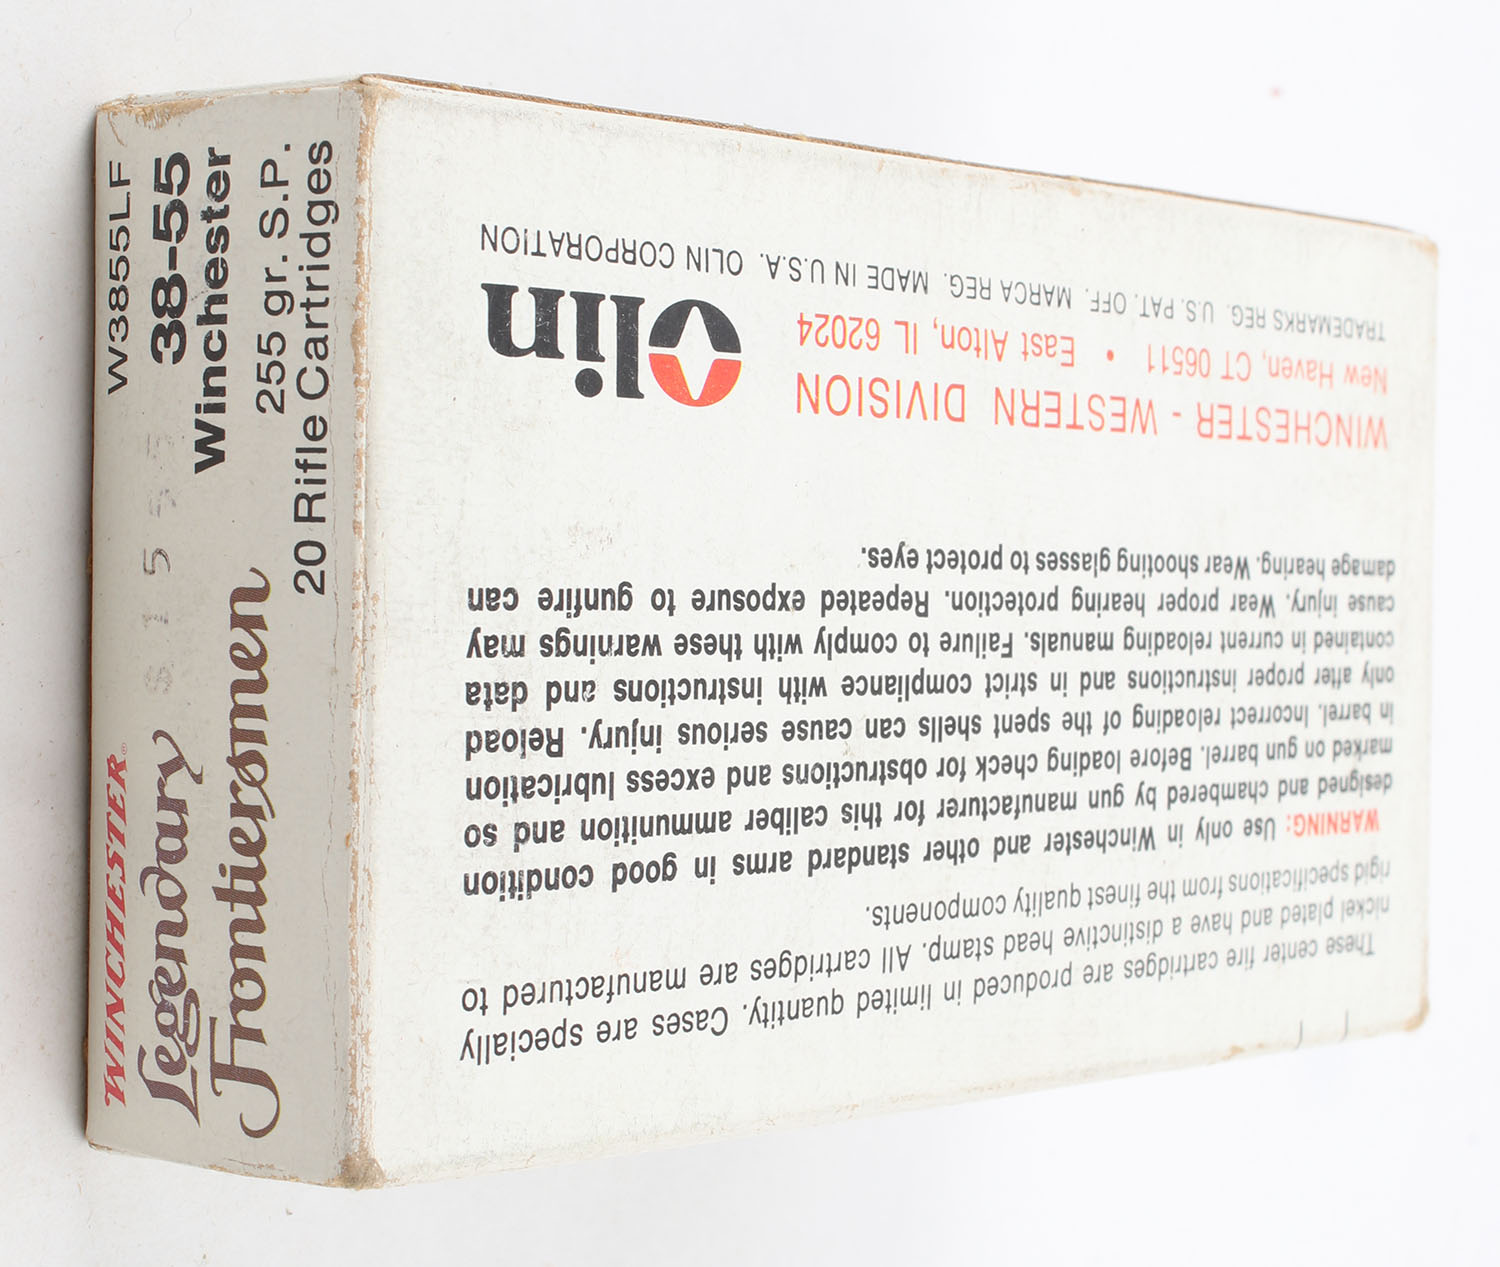 WINCHESTER®
Legendary
Frontiersmen
W3855LF
38-55
Winchester
255 gr. S.P.
20 Rifle Cartridges
These center fire cartridges are produced in limited quantity. Cases are specially
nickel plated and have a distinctive head stamp. All cartridges are manufactured to
rigid specifications from the finest quality components.
WARNING: Use only in Winchester and other standard arms in good condition
designed and chambered by gun manufacturer for this caliber ammunition and so
marked on gun barrel. Before loading check for obstructions and excess lubrication
in barrel. Incorrect reloading of the spent shells can cause serious injury. Reload
only after proper instructions and in strict compliance with instructions and data
contained in current reloading manuals. Failure to comply with these warnings may
cause injury. Wear proper hearing protection. Repeated exposure to gunfire can
damage hearing. Wear shooting glasses to protect eyes.
WINCHESTER - WESTERN DIVISION
New Haven, CT 06511 • East Alton, IL 62024
Olin
TRADEMARKS REG. U.S. PAT. OFF. MARCA REG. MADE IN U.S.A. OLIN CORPORATION